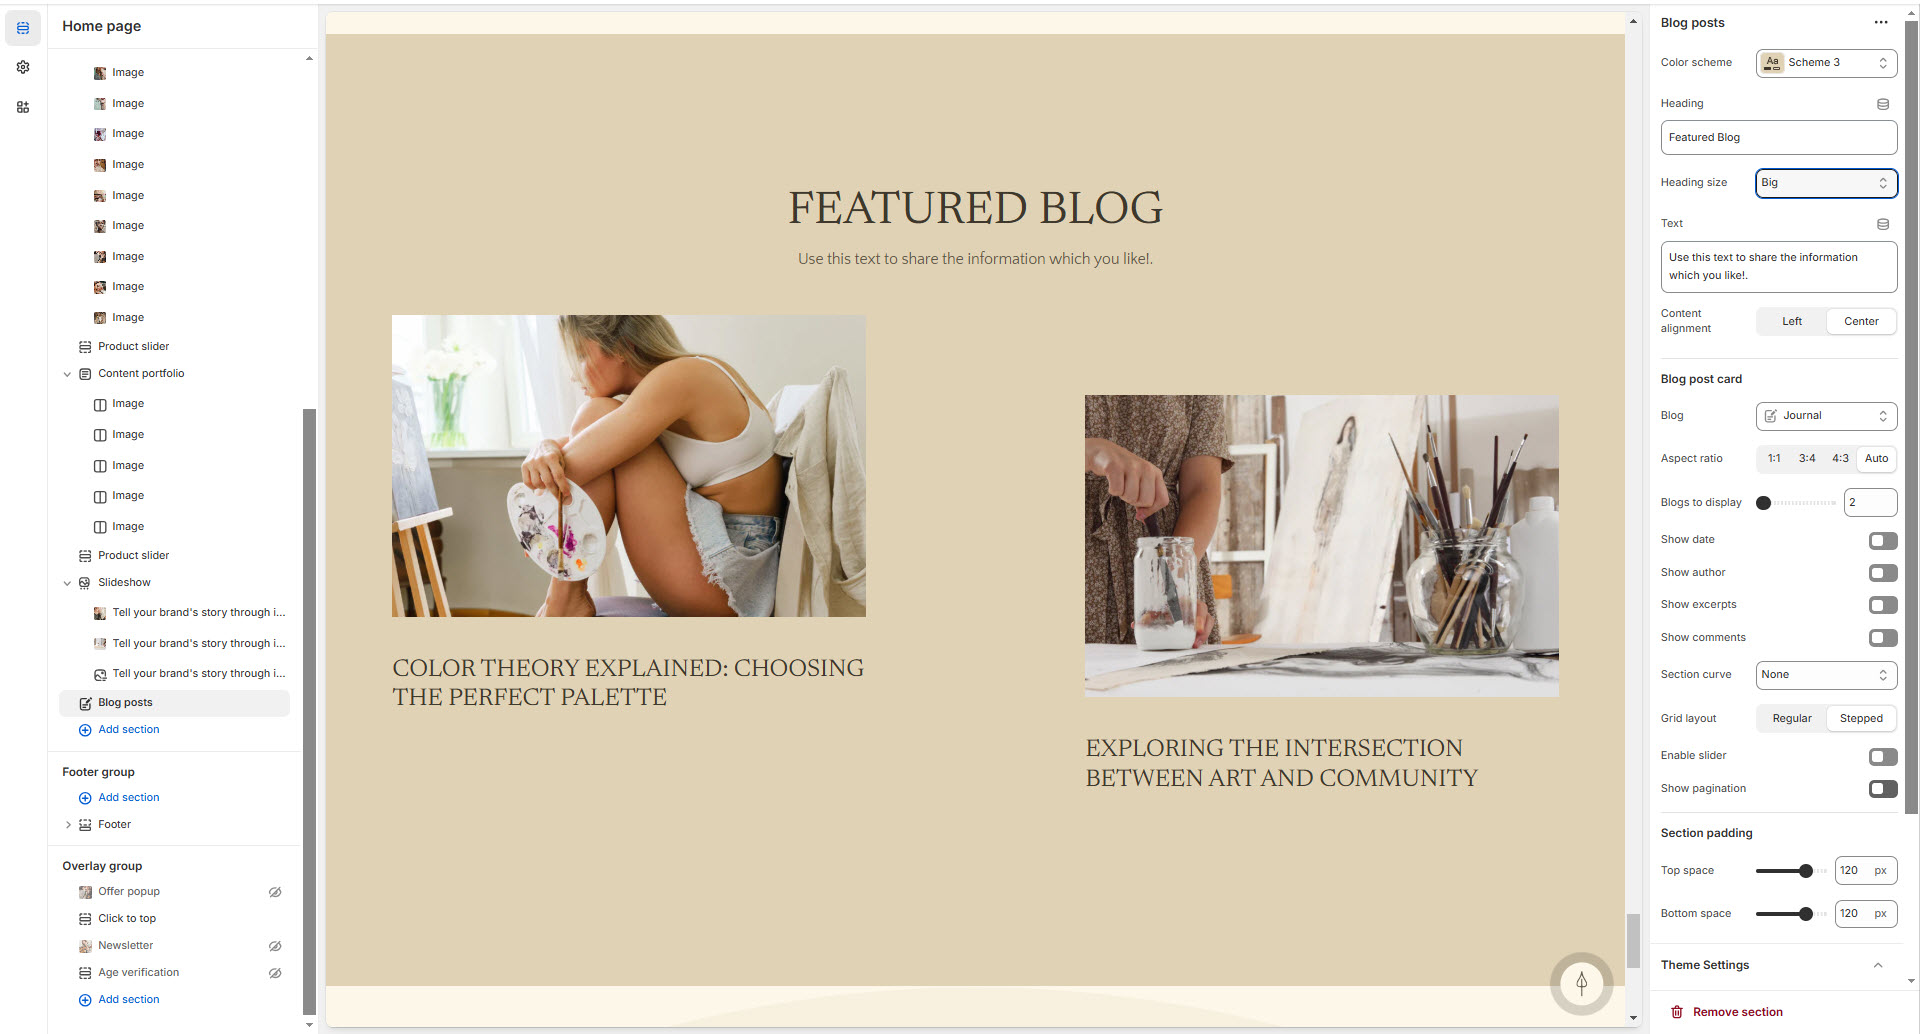 Home page
Image
Image
Image
Image
Image
Image
Image
Image
Image
Product slider
Content portfolio
Image
Image
Image
Image
Image
Product slider
Slideshow
Tell your brand's story through i...
Tell your brand's story through i...
Tell your brand's story through i...
Blog posts
Add section
Footer group
Add section
Footer
Overlay group
Offer popup
Click to top
Newsletter
Age verification
Add section
FEATURED BLOG
Use this text to share the information which you like!.
COLOR THEORY EXPLAINED: CHOOSING
THE PERFECT PALETTE
EXPLORING THE INTERSECTION
BETWEEN ART AND COMMUNITY
Blog posts
Color scheme
Aa
Scheme 3
Heading
Featured Blog
Heading size
Big
Text
Use this text to share the information
which you like!.
Content
alignment
Left
Center
Blog post card
Blog
Journal
Aspect ratio
1:1
3:4
4:3
Auto
Blogs to display
2
Show date
Show author
Show excerpts
Show comments
Section curve
None
Grid layout
Regular
Stepped
Enable slider
Show pagination
Section padding
Top space
120 px
Bottom space
120 px
Theme Settings
Remove section